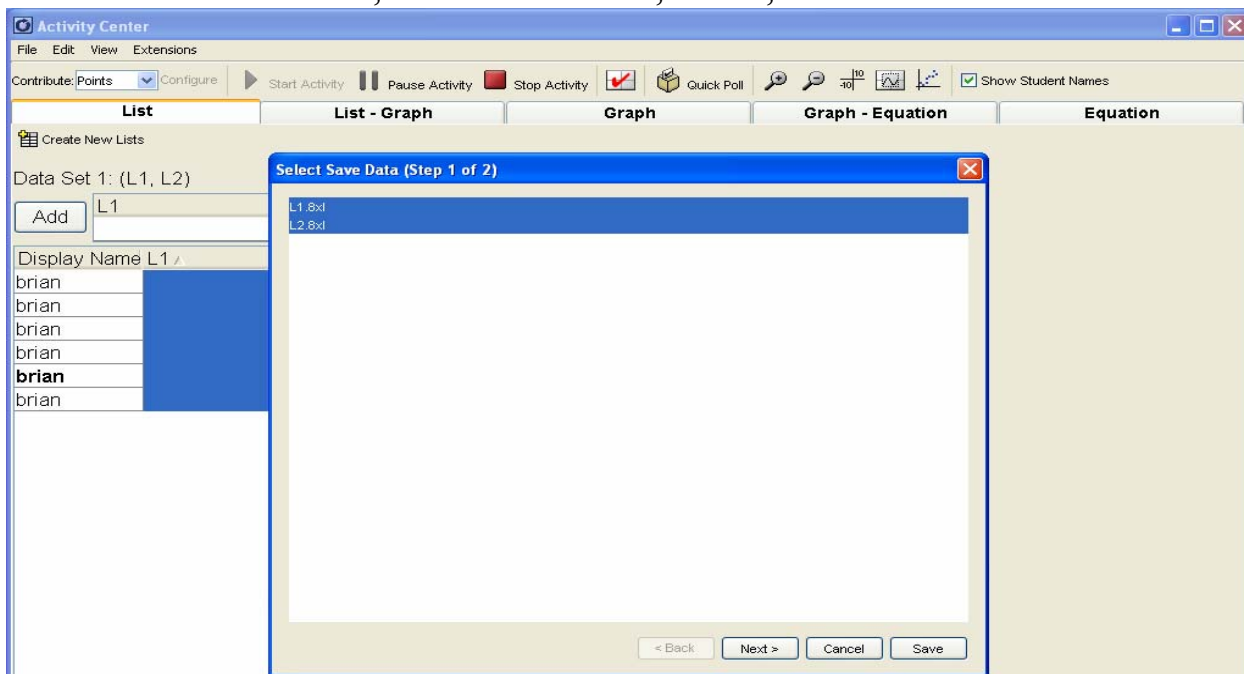 Activity Center
File Edit View Extensions
Contribute: Points Configure Start Activity Pause Activity Stop Activity Quick Poll 10 -10 Show Student Names
List List - Graph Graph Graph - Equation Equation
Create New Lists
Data Set 1: (L1, L2)
Add L1
Display Name L1
brian
brian
brian
brian
brian
brian
Select Save Data (Step 1 of 2)
L1.8xl
L2.8xl
< Back Next > Cancel Save